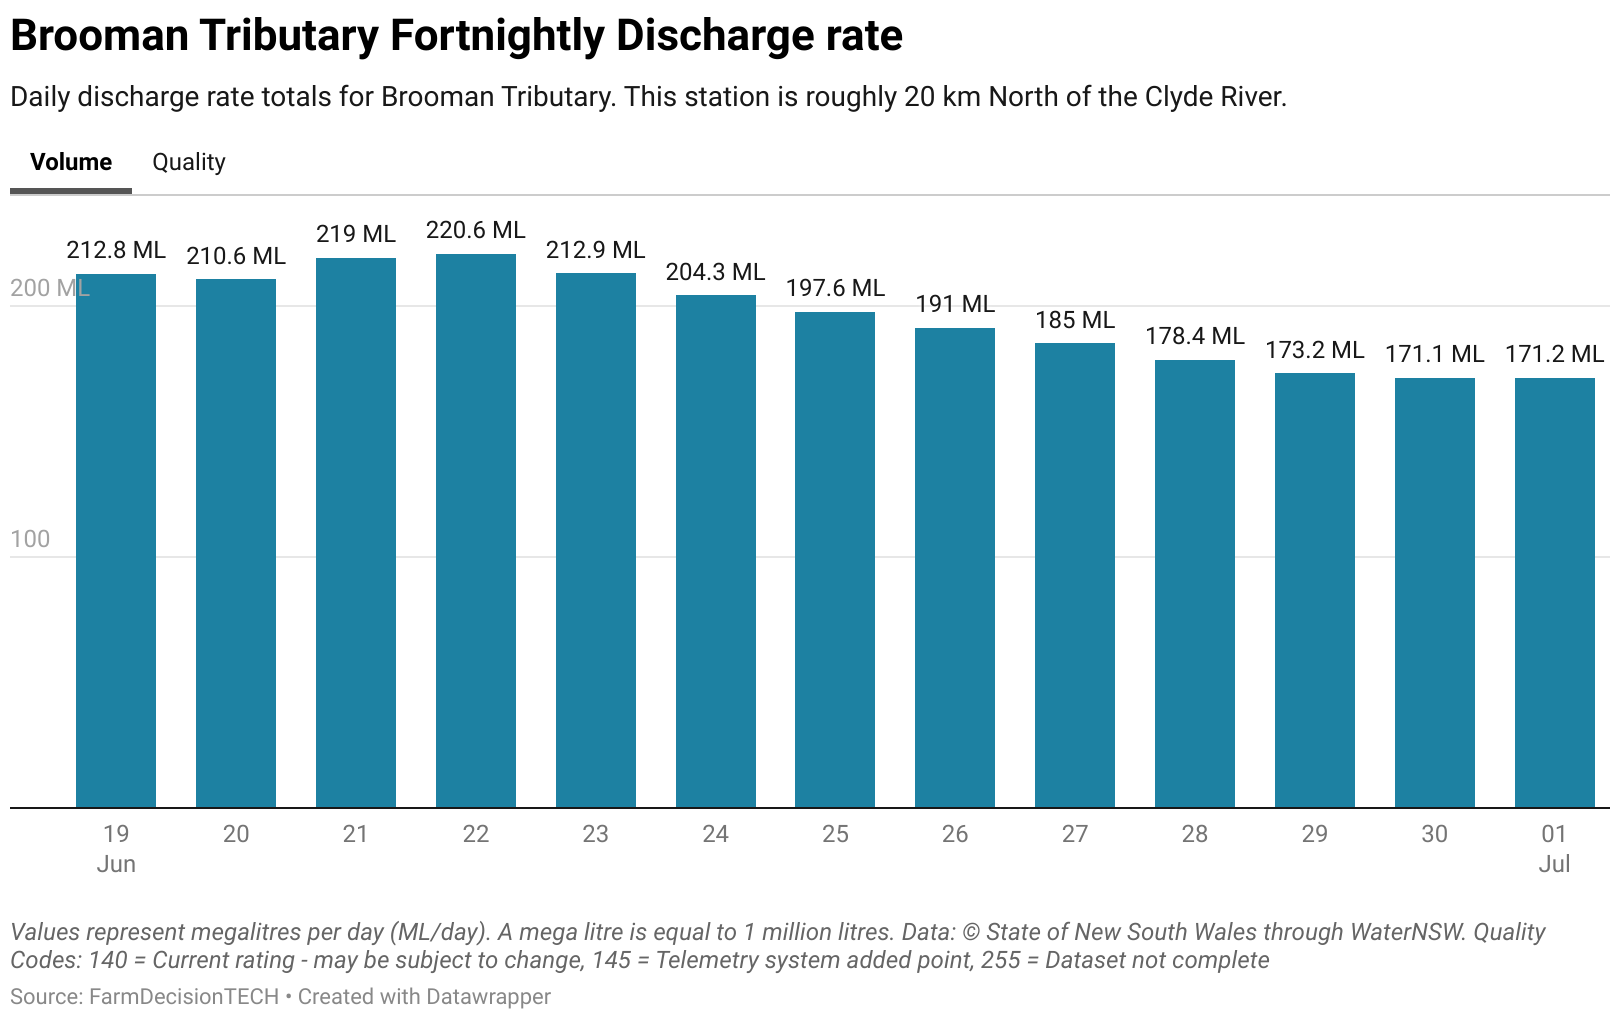 Brooman Tributary Fortnightly Discharge rate
Daily discharge rate totals for Brooman Tributary. This station is roughly 20 km North of the Clyde River.
Volume Quality
212.8 ML 210.6 ML 219 ML 220.6 ML 212.9 ML 204.3 ML 197.6 ML 191 ML 185 ML 178.4 ML 173.2 ML 171.1 ML 171.2 ML
200 ML
100
19 20 21 22 23 24 25 26 27 28 29 30 01
Jun Jul
Values represent megalitres per day (ML/day). A mega litre is equal to 1 million litres. Data: © State of New South Wales through WaterNSW. Quality
Codes: 140 = Current rating - may be subject to change, 145 = Telemetry system added point, 255 = Dataset not complete
Source: FarmDecisionTECH • Created with Datawrapper